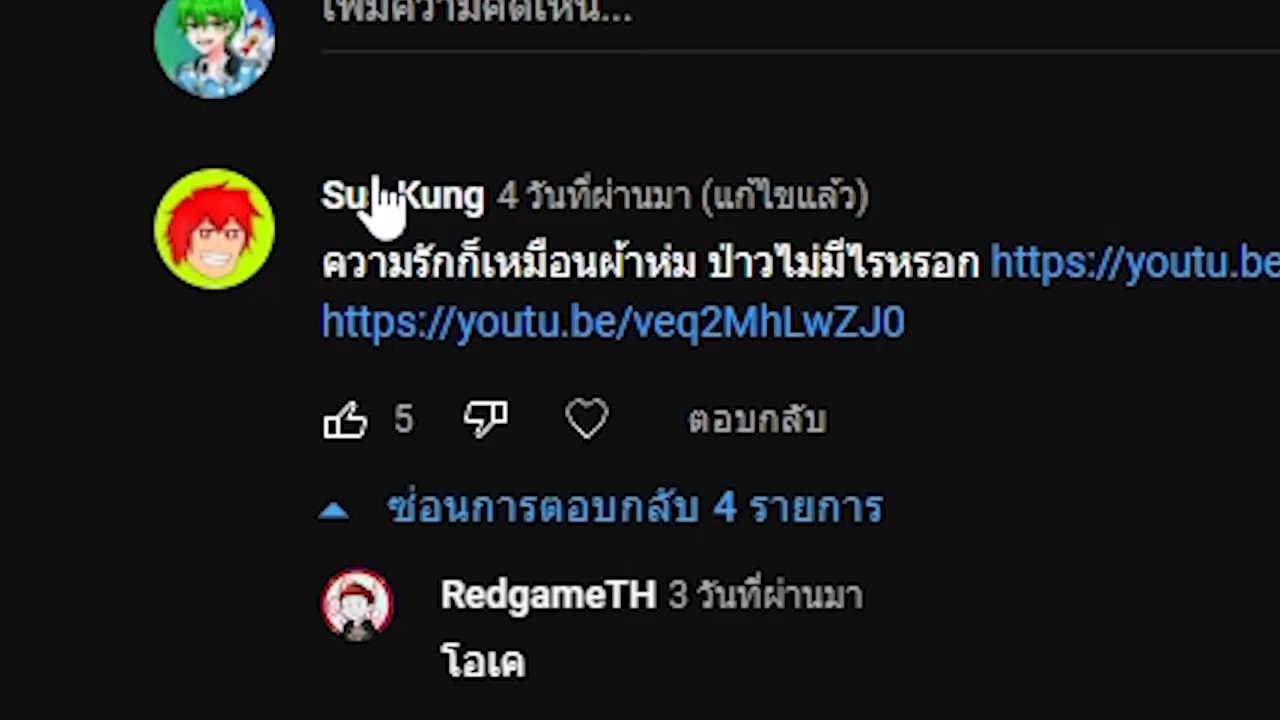 เพิ่มความคิดเห็น...
4 วันที่ผ่านมา (แก้ไขแล้ว)
ความรักก็เหมือนผ้าห่ม ป่าวไม่มีไรหรอก https://youtu.be
https://youtu.be/veq2MhLwZJ0
5 ตอบกลับ
ซ่อนการตอบกลับ 4 รายการ
RedgameTH 3 วันที่ผ่านมา
โอเค